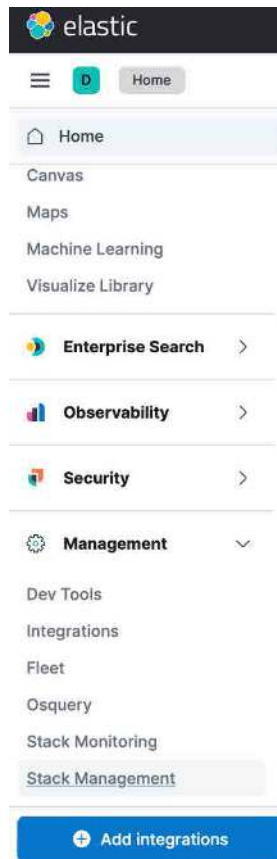 elastic
D Home
Home
Canvas
Maps
Machine Learning
Visualize Library
Enterprise Search
Observability
Security
Management
Dev Tools
Integrations
Fleet
Osquery
Stack Monitoring
Stack Management
Add integrations